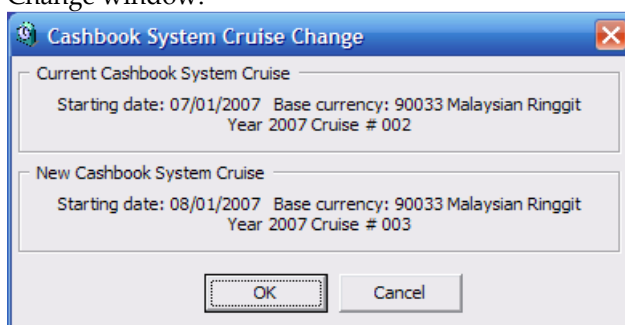 Change window.
Cashbook System Cruise Change
Current Cashbook System Cruise
Starting date: 07/01/2007 Base currency: 90033 Malaysian Ringgit
Year 2007 Cruise # 002
New Cashbook System Cruise
Starting date: 08/01/2007 Base currency: 90033 Malaysian Ringgit
Year 2007 Cruise # 003
OK Cancel